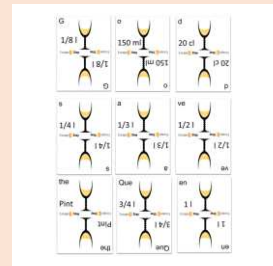 G o d
1/8 l 150 ml 20 cl
1/8 l 150 ml 20 cl
G o d
s a ve
1/4 l 1/3 l 1/2 l
1/4 l 1/3 l 1/2 l
s a ve
the Que en
Pint 3/4 l 1 l
Pint 3/4 l 1 l
the Que en